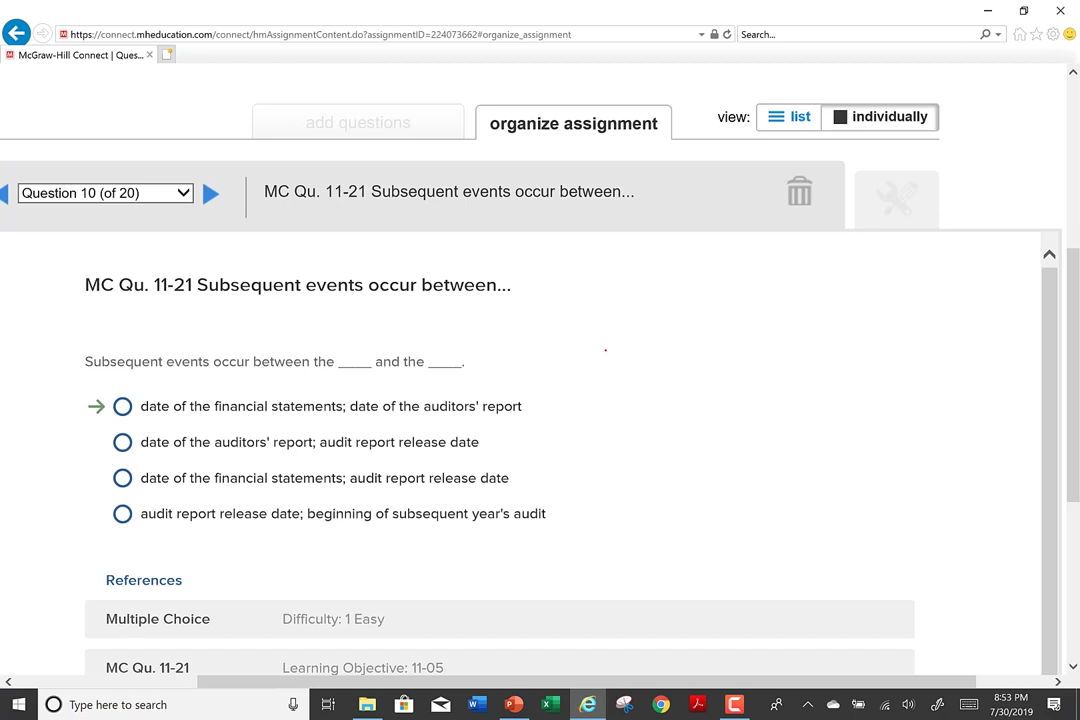 https://connect.mheducation.com/connect/hmAssignmentContent.do?assignmentID=224073662#organize_assignment
Search...
McGraw-Hill Connect | Ques...
add questions
organize assignment
view:
list
individually
Question 10 (of 20)
MC Qu. 11-21 Subsequent events occur between...
MC Qu. 11-21 Subsequent events occur between...
Subsequent events occur between the ____ and the ____.
date of the financial statements; date of the auditors' report
date of the auditors' report; audit report release date
date of the financial statements; audit report release date
audit report release date; beginning of subsequent year's audit
References
Multiple Choice
Difficulty: 1 Easy
MC Qu. 11-21
Learning Objective: 11-05
Type here to search
8:53 PM
7/30/2019